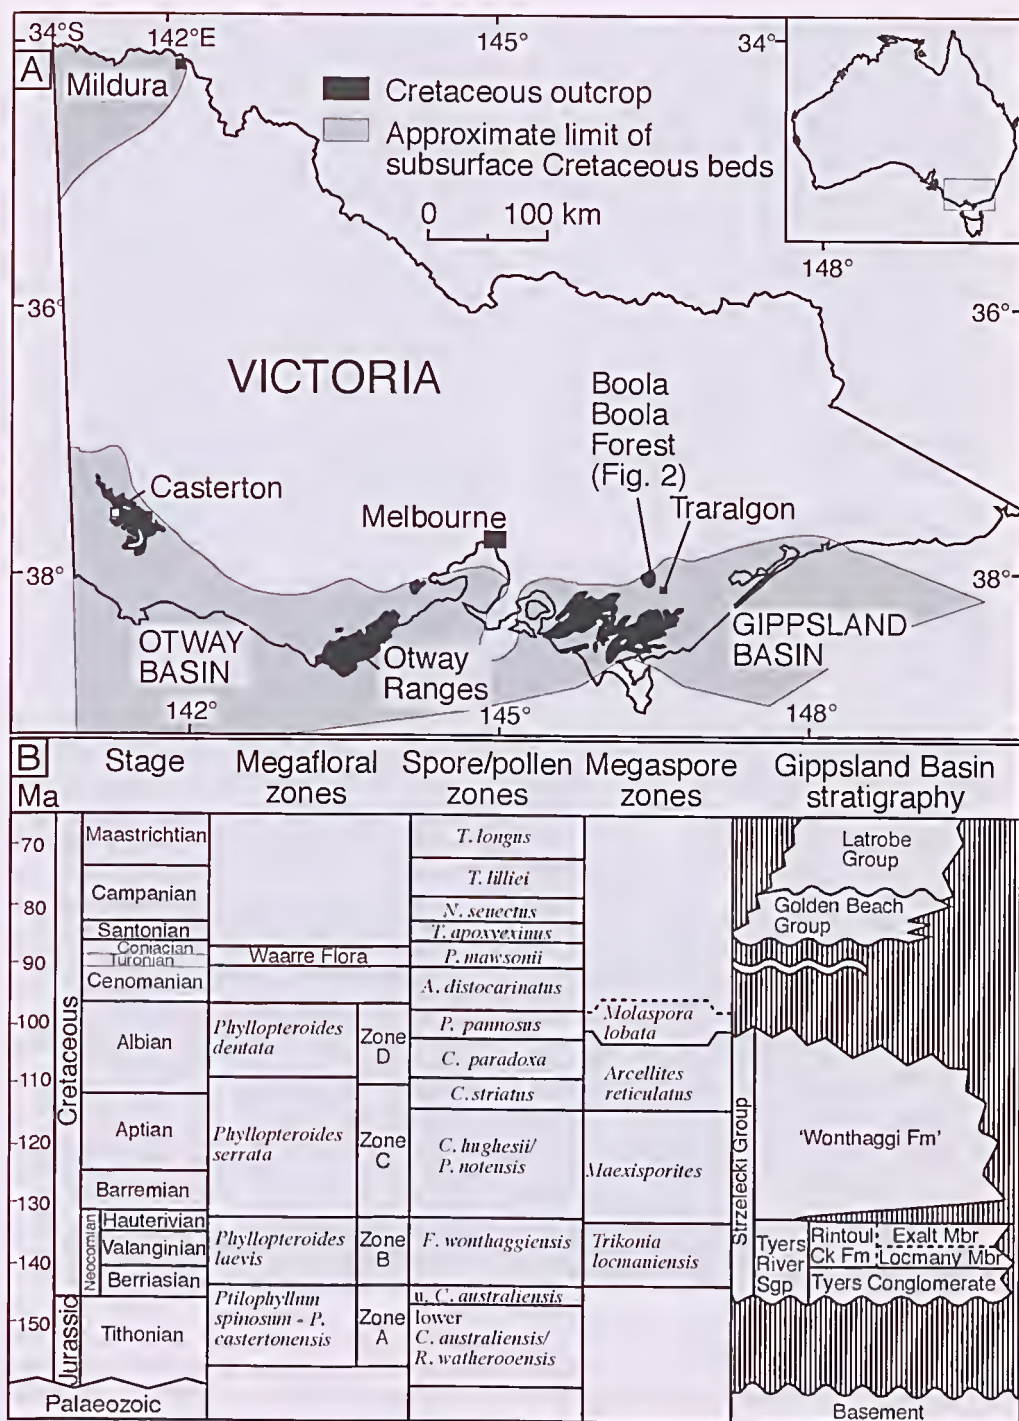 34°S
142°E
145°
34°
A
Mildura
Cretaceous outcrop
Approximate limit of
subsurface Cretaceous beds
0 100 km
148°
36°
36°
VICTORIA
Boola
Boola
Forest
(Fig. 2)
Casterton
Melbourne
Traralgon
38°
38°
OTWAY
BASIN
Otway
Ranges
GIPPSLAND
BASIN
142°
145°
148°
B
Ma
Stage
Megafloral
zones
Spore/pollen
zones
Megaspore
zones
Gippsland Basin
stratigraphy
70
80
90
100
110
120
130
140
150
Cretaceous
Jurassic
Neocomian
Maastrichtian
Campanian
Santonian
Coniacian
Turonian
Cenomanian
Albian
Aptian
Barremian
Hauterivian
Valanginian
Berriasian
Tithonian
Palaeozoic
Waarre Flora
Phyllopteroides
dentata
Zone
D
Phyllopteroides
serrata
Zone
C
Phyllopteroides
laevis
Zone
B
Ptilophyllum
spinosum - P.
castertonensis
Zone
A
T. longus
T. lilliei
N. senectus
T. apoxyexinus
P. mawsonii
A. distocarinatus
P. pannosus
C. paradoxa
C. striatus
C. hughesii/
P. notensis
F. wonthaggiensis
u. C. australiensis
lower
C. australiensis/
R. watherooensis
Molaspora
lobata
Arcellites
reticulatus
Maexisporites
Trikonia
locmaniensis
Latrobe
Group
Golden Beach
Group
Strzelecki Group
'Wonthaggi Fm'
Tyers
River
Sgp
Rintoul
Ck Fm
Exalt Mbr
Locmany Mbr
Tyers Conglomerate
Basement